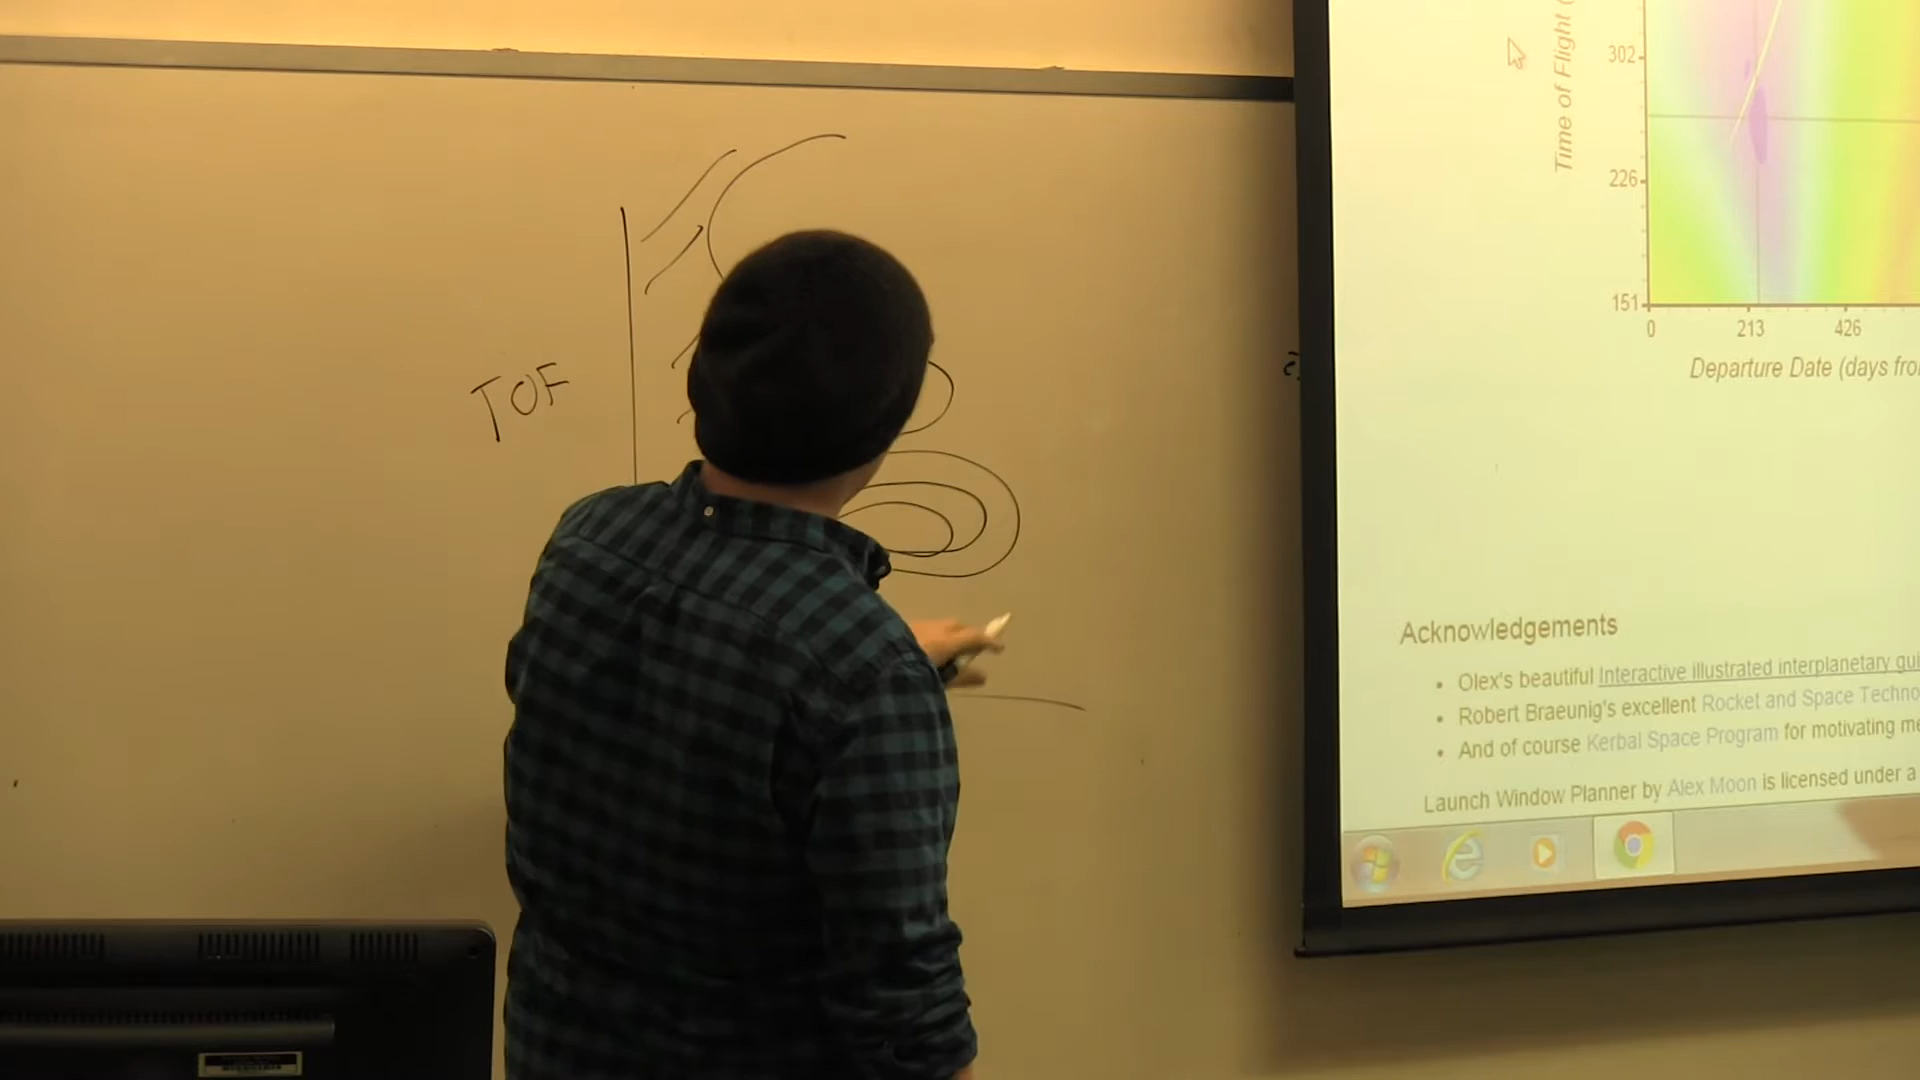 TOF
Time of Flight (
302
226
151
0 213 426
Departure Date (days fro
Acknowledgements
• Olex's beautiful Interactive illustrated interplanetary gui
• Robert Braeunig's excellent Rocket and Space Techno
• And of course Kerbal Space Program for motivating me
Launch Window Planner by Alex Moon is licensed under a